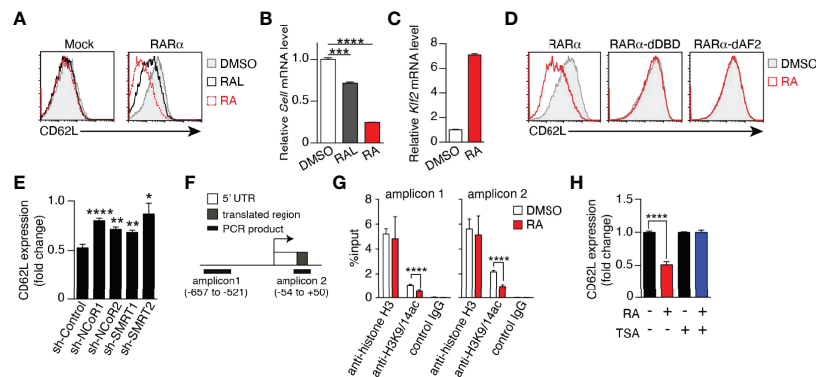 A
Mock
RARα
DMSO
RAL
RA
CD62L
B
Relative Sell mRNA level
****
***
1.0
0.5
0
DMSO
RAL
RA
C
Relative Klf2 mRNA level
8
6
4
2
0
DMSO
RA
D
RARα
RARα-dDBD
RARα-dAF2
DMSO
RA
CD62L
E
CD62L expression
(fold change)
1.0
0.5
0
****
**
**
*
sh-Control
sh-NCoR1
sh-NCoR2
sh-SMRT1
sh-SMRT2
F
5' UTR
translated region
PCR product
amplicon1
(-657 to -521)
amplicon 2
(-54 to +50)
G
amplicon 1
amplicon 2
DMSO
RA
%input
8
6
4
2
0
****
****
anti-histone H3
anti-H3K9/14ac
control IgG
anti-histone H3
anti-H3K9/14ac
control IgG
H
CD62L expression
(fold change)
1.5
1.0
0.5
0
****
RA - + - +
TSA - - + +